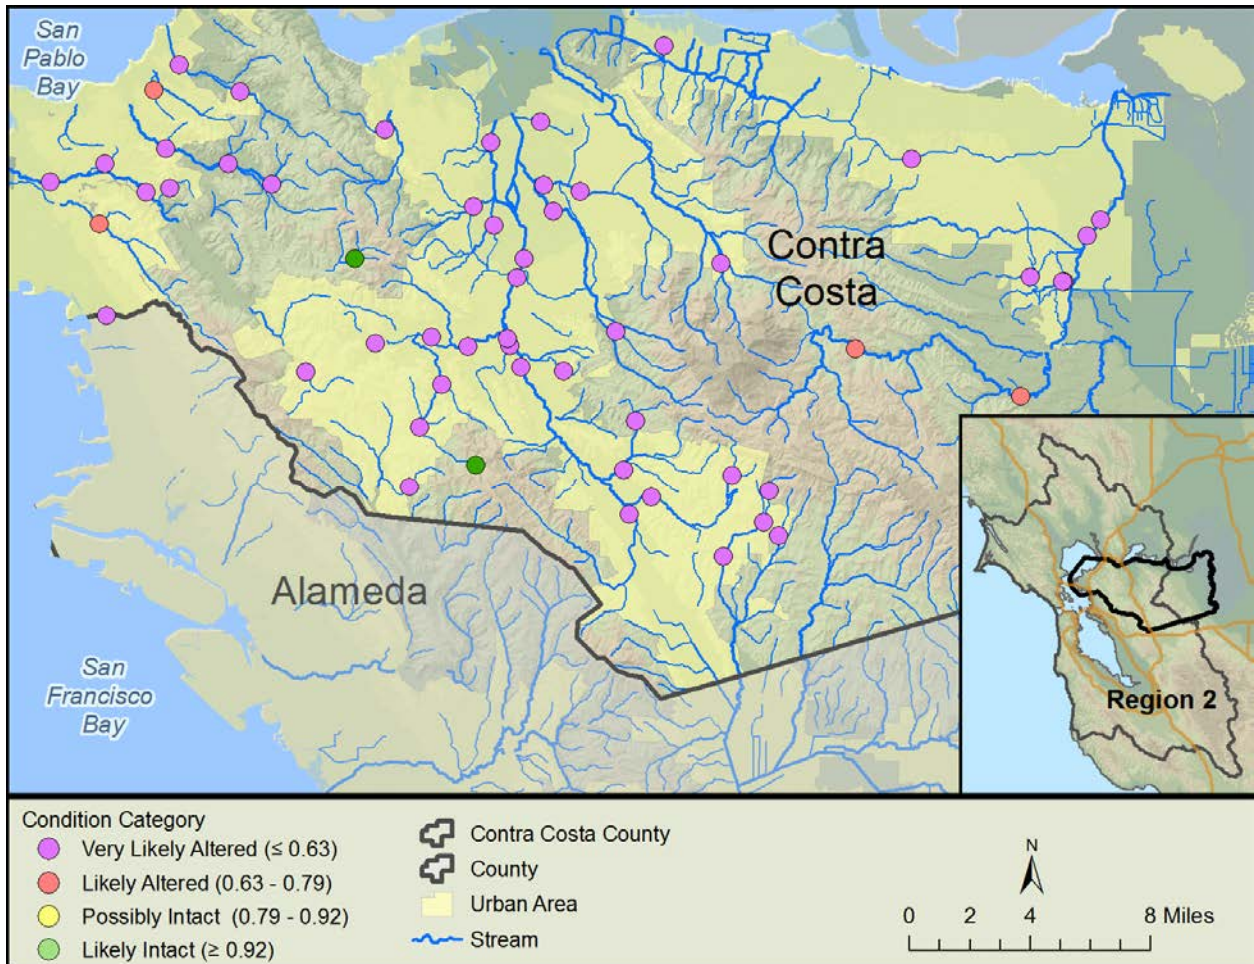 San
Pablo
Bay
Contra
Costa
Alameda
San
Francisco
Bay
Region 2
Condition Category
Very Likely Altered (≤ 0.63)
Likely Altered (0.63 - 0.79)
Possibly Intact (0.79 - 0.92)
Likely Intact (≥ 0.92)
Contra Costa County
County
Urban Area
Stream
N
0 2 4 8 Miles